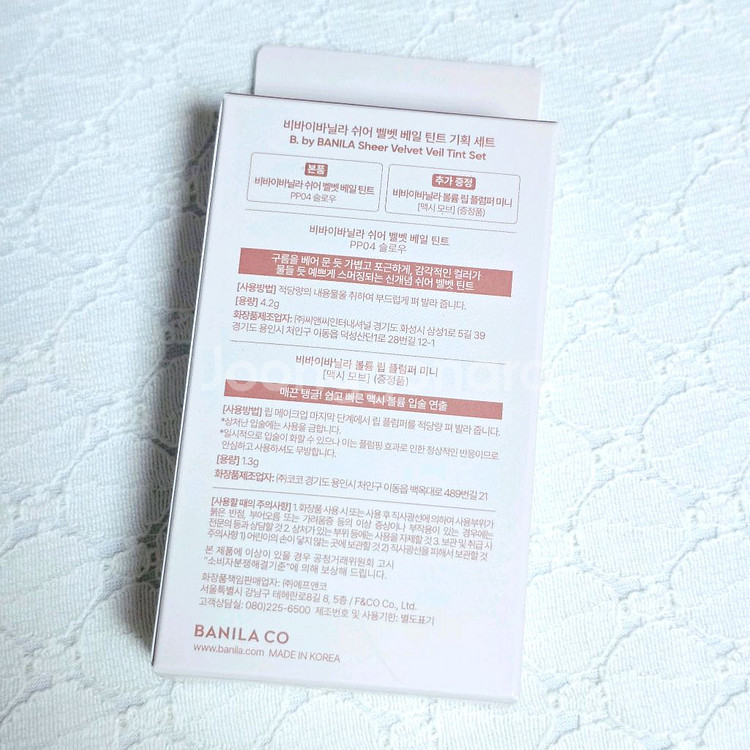 비바이바닐라 쉬어 벨벳 베일 틴트 기획 세트
B. by BANILA Sheer Velvet Veil Tint Set
본품
비바이바닐라 쉬어 벨벳 베일 틴트
PP04 슬로우
추가 증정
비바이바닐라 볼륨 립 플럼퍼 미니
[맥시 모브] (증정품)
비바이바닐라 쉬어 벨벳 베일 틴트
PP04 슬로우
구름을 베어 문 듯 가볍고 포근하게, 감각적인 컬러가
물들 듯 예쁘게 스머징되는 신개념 쉬어 벨벳 틴트
[사용방법] 적당량의 내용물을 취하여 부드럽게 펴 발라 줍니다.
[용량] 4.2g
화장품제조업자: ㈜씨앤씨인터내셔널 경기도 화성시 삼성1로 5길 39
경기도 용인시 처인구 이동읍 덕성산단1로 28번길 12-1
비바이바닐라 볼륨 립 플럼퍼 미니
[맥시 모브] (증정품)
매끈 탱글! 쉽고 빠른 맥시 볼륨 입술 연출
[사용방법] 립 메이크업 마지막 단계에서 립 플럼퍼를 적당량 펴 발라 줍니다.
*상처난 입술에는 사용을 금합니다.
*일시적으로 입술이 화할 수 있으나 이는 플럼핑 효과로 인한 정상적인 반응이므로
안심하고 사용하셔도 무방합니다.
[용량] 1.3g
화장품제조업자: ㈜코코 경기도 용인시 처인구 이동읍 백옥대로 489번길 21
[사용할 때의 주의사항] 1. 화장품 사용 시 또는 사용 후 직사광선에 의하여 사용부위가
붉은 반점, 부어오름 또는 가려움증 등의 이상 증상이나 부작용이 있는 경우에는
전문의 등과 상담할 것 2. 상처가 있는 부위 등에는 사용을 자제할 것 3. 보관 및 취급 시
주의사항 1) 어린이의 손이 닿지 않는 곳에 보관할 것 2) 직사광선을 피해서 보관할 것
본 제품에 이상이 있을 경우 공정거래위원회 고시
"소비자분쟁해결기준"에 의해 보상해 드립니다.
화장품책임판매업자: ㈜에프앤코
서울특별시 강남구 테헤란로8길 8, 5층 / F&CO Co., Ltd.
고객상담실: 080)225-6500 제조번호 및 사용기한: 별도표기
BANILA CO
www.banila.com MADE IN KOREA